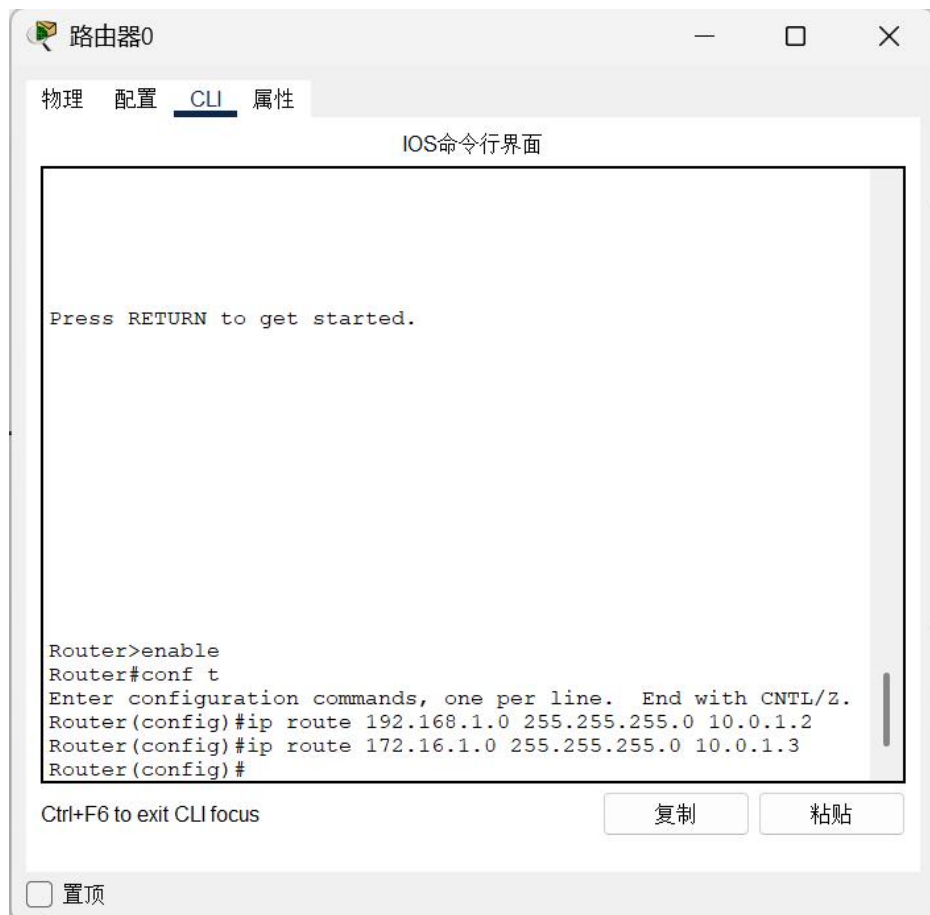 路由器0
物理 配置 CLI 属性
IOS命令行界面
Press RETURN to get started.
Router>enable
Router#conf t
Enter configuration commands, one per line.  End with CNTL/Z.
Router(config)#ip route 192.168.1.0 255.255.255.0 10.0.1.2
Router(config)#ip route 172.16.1.0 255.255.255.0 10.0.1.3
Router(config)#
Ctrl+F6 to exit CLI focus 复制 粘贴
置顶